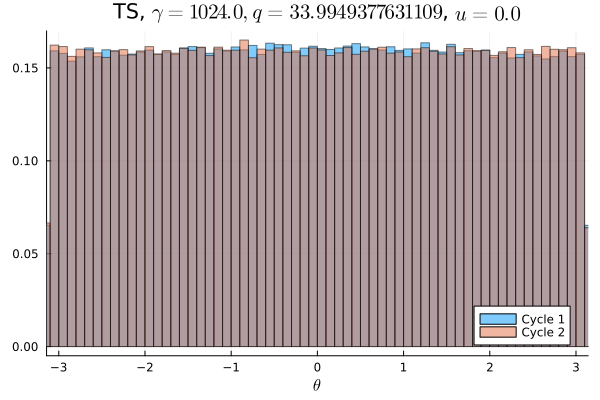 TS, γ = 1024.0, q = 33.9949377631109, u = 0.0
0.15
0.10
0.05
0.00
−3 −2 −1 0 1 2 3
θ
Cycle 1
Cycle 2